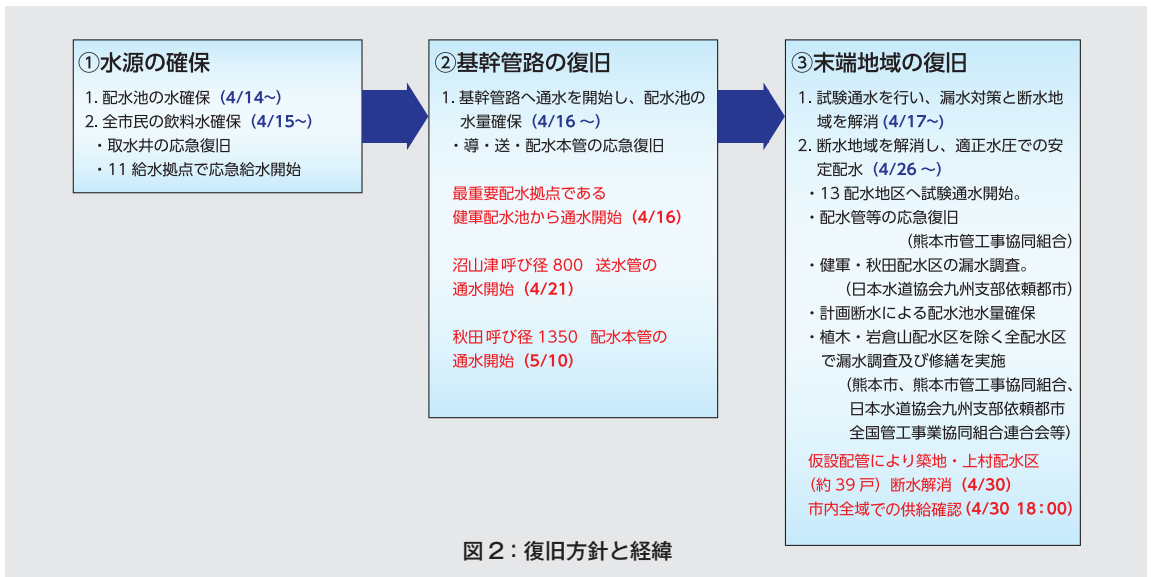 ①水源の確保
1. 配水池の水確保（4/14〜）
2. 全市民の飲料水確保（4/15〜）
・取水井の応急復旧
・11 給水拠点で応急給水開始
②基幹管路の復旧
1. 基幹管路へ通水を開始し、配水池の
水量確保（4/16 〜）
・導・送・配水本管の応急復旧
最重要配水拠点である
健軍配水池から通水開始（4/16）
沼山津呼び径 800 送水管の
通水開始（4/21）
秋田呼び径 1350 配水本管の
通水開始（5/10）
③末端地域の復旧
1. 試験通水を行い、漏水対策と断水地
域を解消（4/17〜）
2. 断水地域を解消し、適正水圧での安
定配水（4/26 〜）
・13 配水地区へ試験通水開始。
・配水管等の応急復旧
（熊本市管工事協同組合）
・健軍・秋田配水区の漏水調査。
（日本水道協会九州支部依頼都市）
・計画断水による配水池水量確保
・植木・岩倉山配水区を除く全配水区
で漏水調査及び修繕を実施
（熊本市、熊本市管工事協同組合、
日本水道協会九州支部依頼都市
全国管工事業協同組合連合会等）
仮設配管により築地・上村配水区
（約 39 戸）断水解消（4/30）
市内全域での供給確認（4/30 18：00）
図 2：復旧方針と経緯